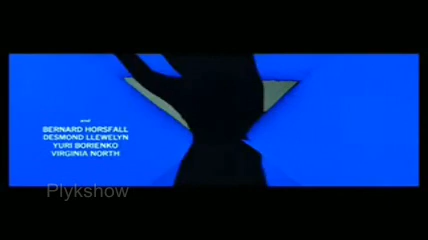 and
BERNARD HORSFALL
DESMOND LLEWELYN
YURI BORIENKO
VIRGINIA NORTH
Plykshow